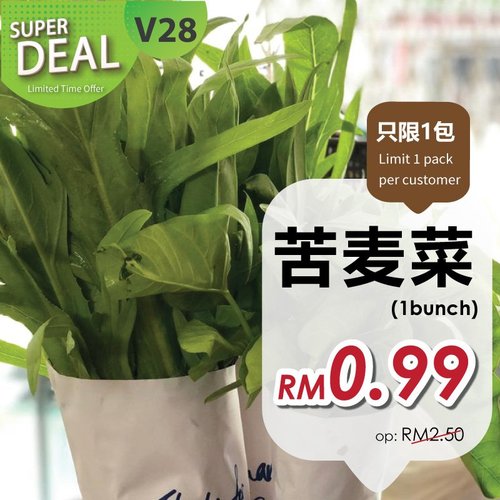 SUPER
DEAL
Limited Time Offer
V28
只限1包
Limit 1 pack
per customer
苦麦菜
(1bunch)
RM0.99
op: RM2.50